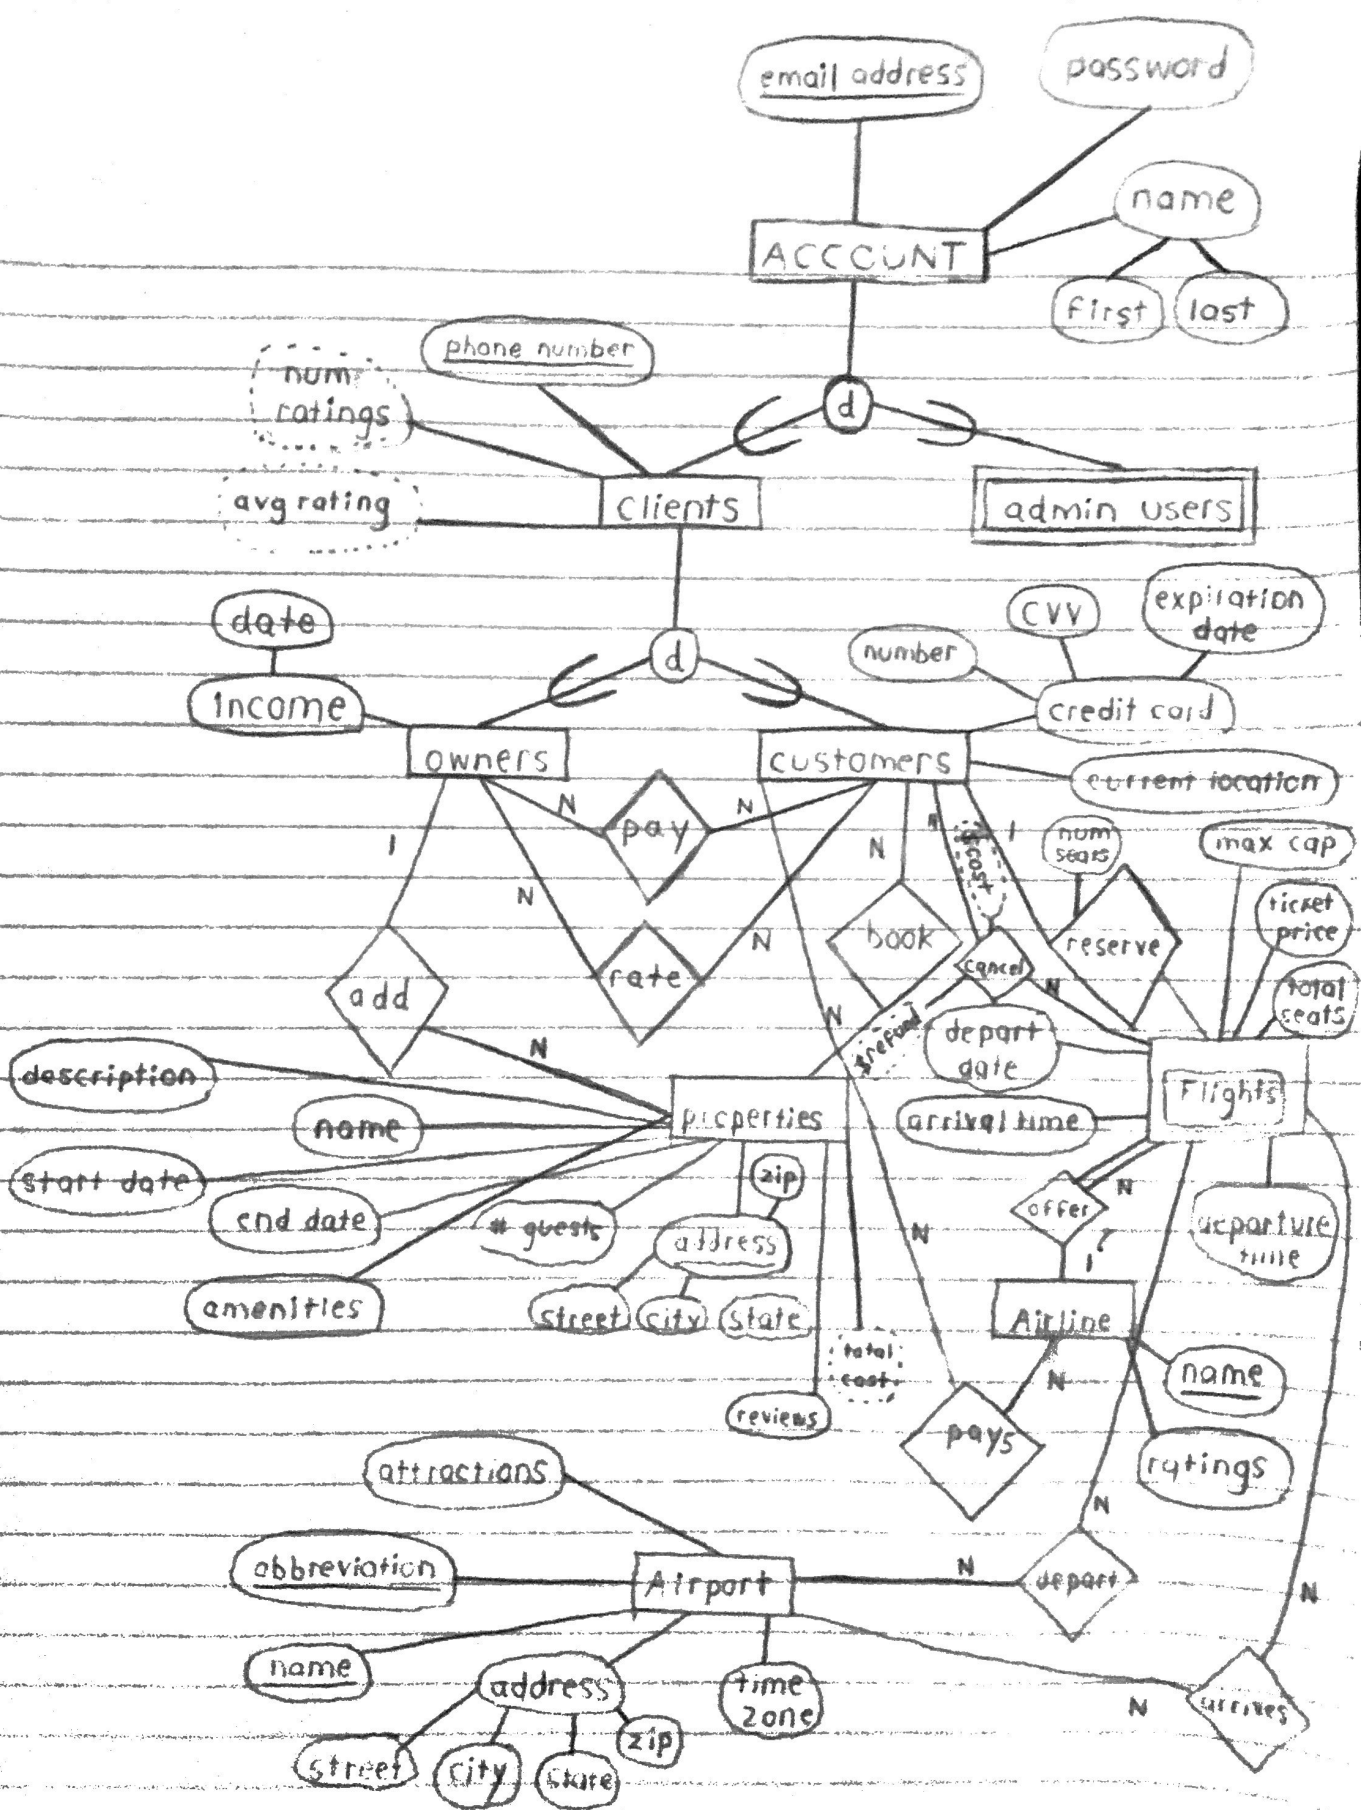 email address
password
name
ACCCOUNT
first
last
phone number
num
ratings
d
avg rating
clients
admin users
date
CVV
expiration
date
number
d
income
credit card
owners
customers
current location
N
pay
N
1
N
$cost
1
num
seats
max cap
N
ticket
price
book
reserve
N
N
rate
cancel
add
N
total
seats
N
$refund
depart
date
N
description
Flights
name
properties
arrival time
start date
zip
N
end date
# guests
address
offer
N
departure
time
1?
amenities
street
city
state
Airline
total
cost
N
name
reviews
pays
ratings
attractions
N
abbreviation
Airport
N
depart
N
name
address
time
zone
N
arrives
zip
street
city
state